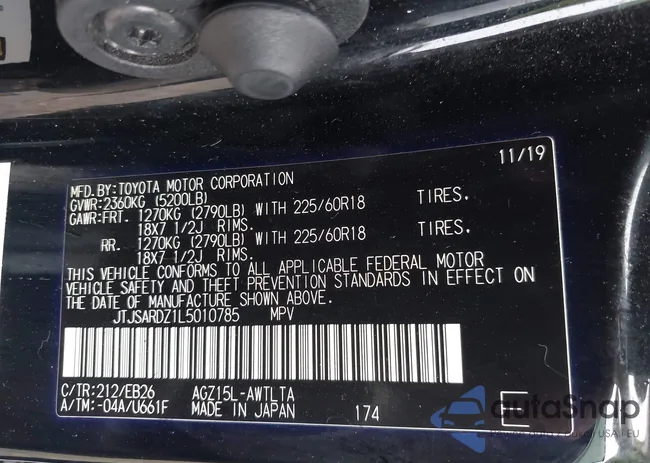 11/19
MFD.BY:TOYOTA MOTOR CORPORATION
GVWR:2360KG (5200LB)
GAWR:FRT. 1270KG (2790LB) WITH 225/60R18 TIRES.
18X7 1/2J RIMS.
RR. 1270KG (2790LB) WITH 225/60R18 TIRES.
18X7 1/2J RIMS.
THIS VEHICLE CONFORMS TO ALL APPLICABLE FEDERAL MOTOR
VEHICLE SAFETY AND THEFT PREVENTION STANDARDS IN EFFECT ON
THE DATE OF MANUFACTURE SHOWN ABOVE.
JTJSARDZ1L5010785 MPV
C/TR:212/EB26 AGZ15L-AWTLTA
A/TM:-04A/U661F MADE IN JAPAN 174 E
autoSnap
USA | EU